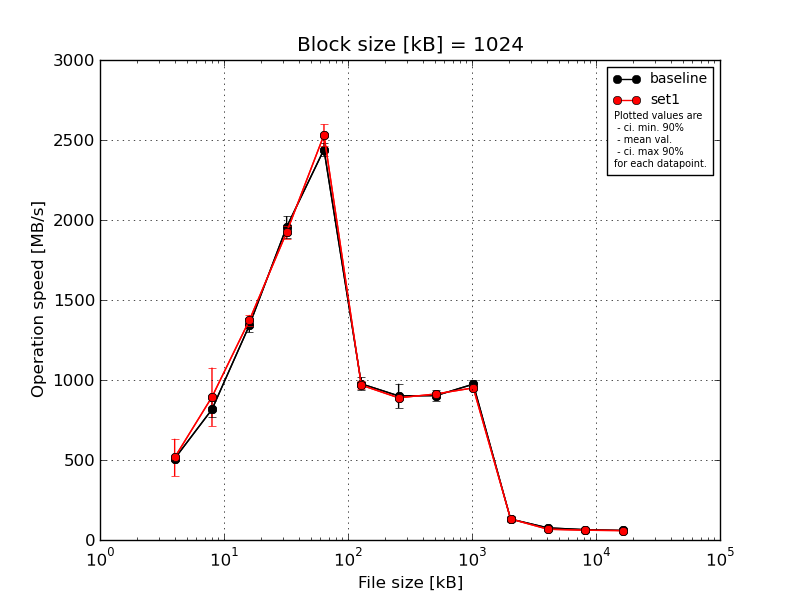 Block size [kB] = 1024
3000
2500
2000
1500
1000
500
0
Operation speed [MB/s]
baseline
set1
Plotted values are
- ci. min. 90%
- mean val.
- ci. max 90%
for each datapoint.
10^0 10^1 10^2 10^3 10^4 10^5
File size [kB]